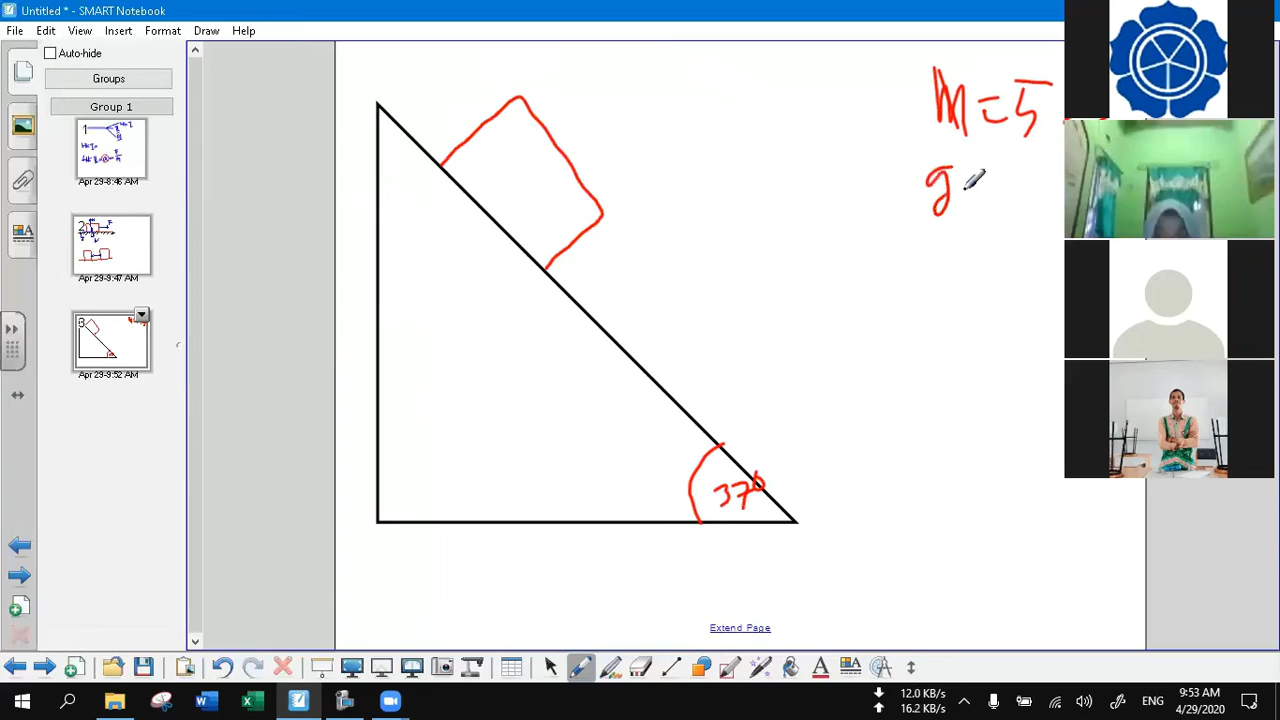 Untitled * - SMART Notebook
File Edit View Insert Format Draw Help
Auto-hide
Groups
Group 1
Apr 29-8:46 AM
Apr 29-9:47 AM
Apr 29-9:52 AM
m = 5
g
37°
Extend Page
12.0 KB/s
16.2 KB/s
ENG
9:53 AM
4/29/2020